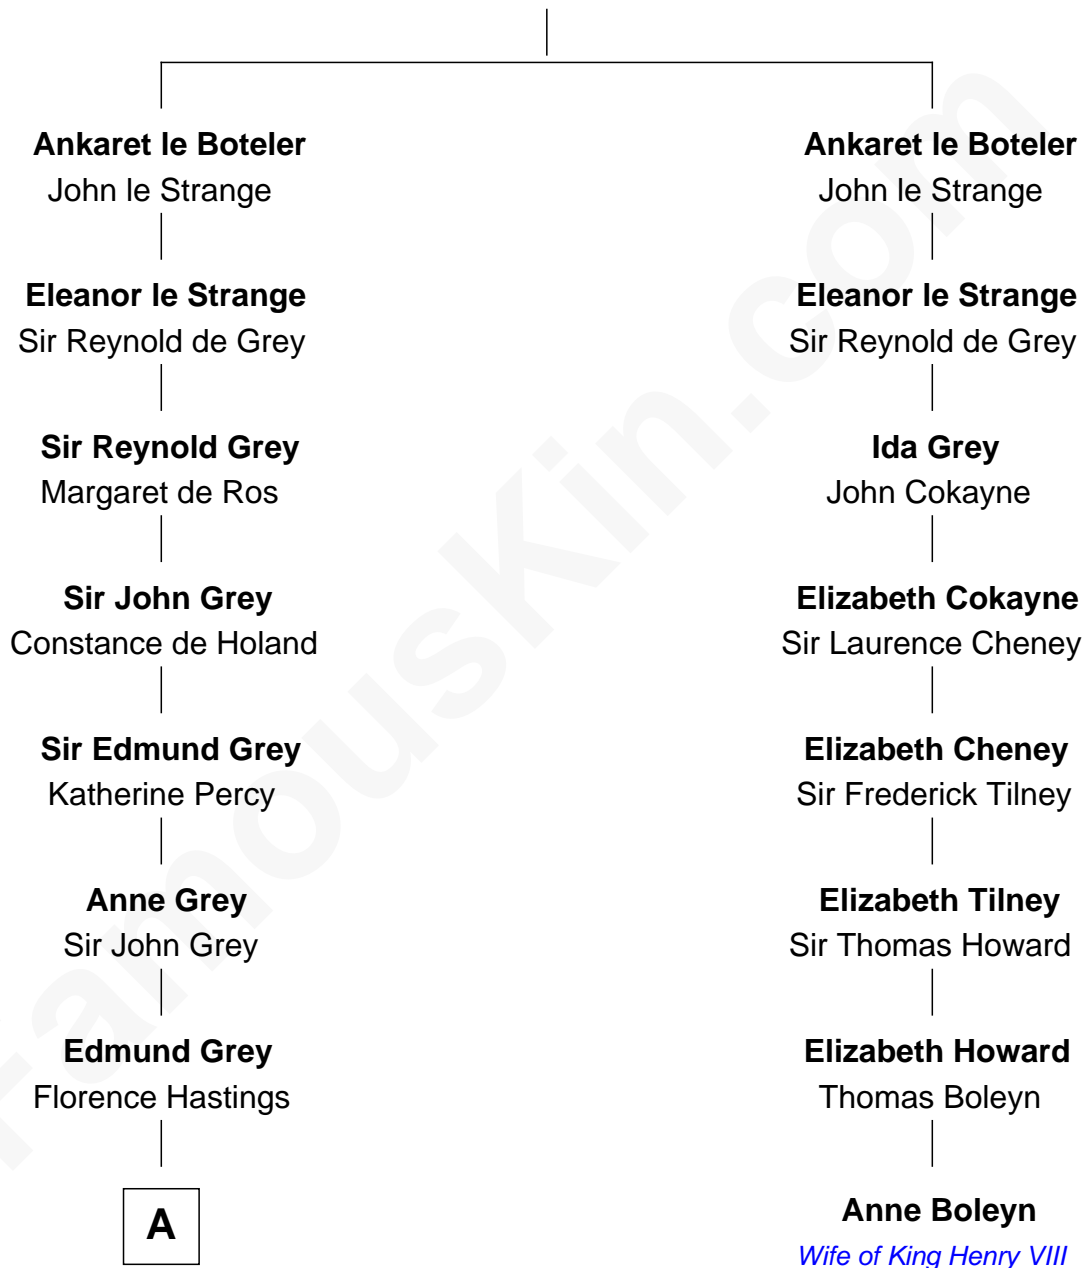 Ankaret le Boteler
John le Strange
Ankaret le Boteler
John le Strange
Eleanor le Strange
Sir Reynold de Grey
Eleanor le Strange
Sir Reynold de Grey
Sir Reynold Grey
Margaret de Ros
Ida Grey
John Cokayne
Sir John Grey
Constance de Holand
Elizabeth Cokayne
Sir Laurence Cheney
Sir Edmund Grey
Katherine Percy
Elizabeth Cheney
Sir Frederick Tilney
Anne Grey
Sir John Grey
Elizabeth Tilney
Sir Thomas Howard
Edmund Grey
Florence Hastings
Elizabeth Howard
Thomas Boleyn
A
Anne Boleyn
Wife of King Henry VIII
FamousKin.com